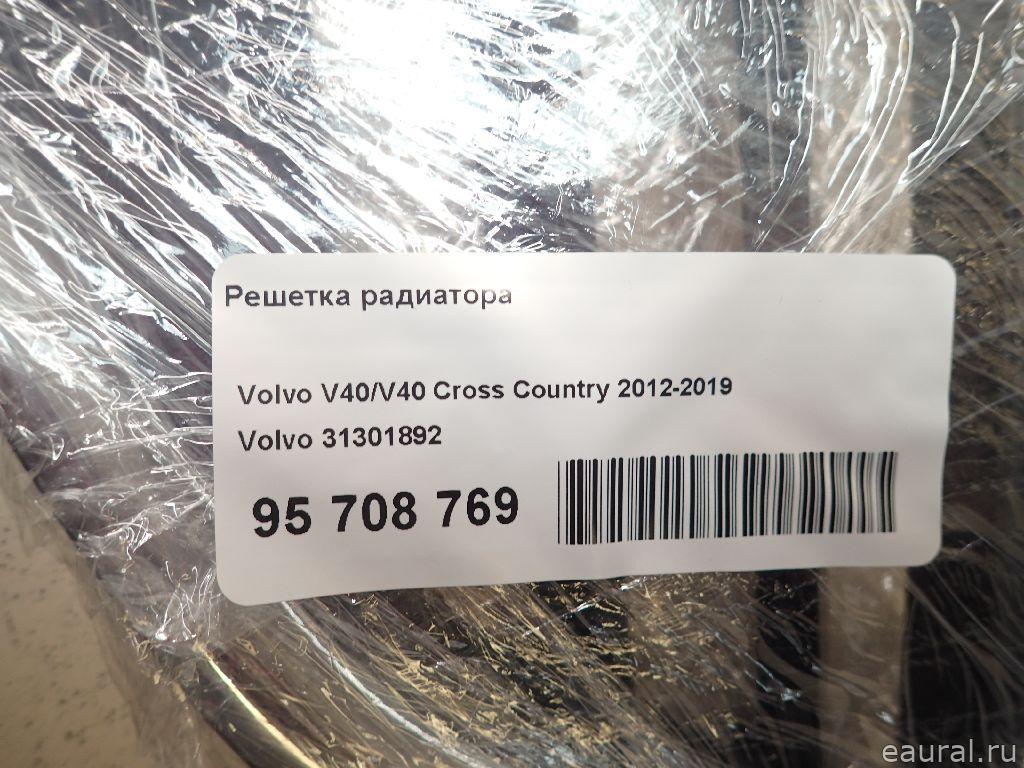 Решетка радиатора
Volvo V40/V40 Cross Country 2012-2019
Volvo 31301892
95 708 769
eaural.ru